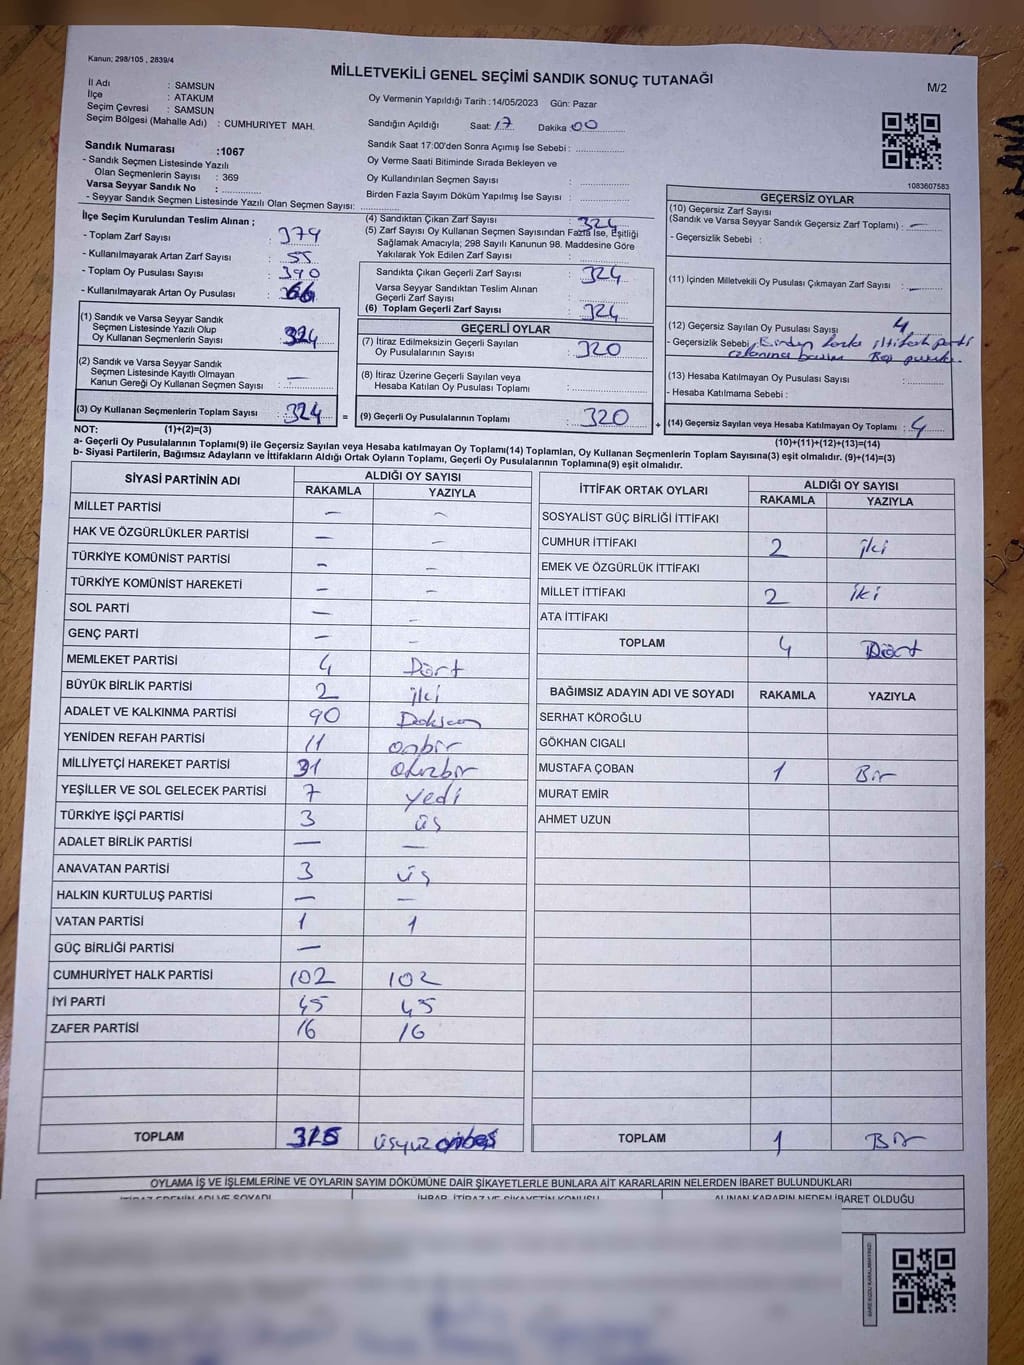 Kanun; 298/105 , 2839/4
MİLLETVEKİLİ GENEL SEÇİMİ SANDIK SONUÇ TUTANAĞI
M/2
İl Adı : SAMSUN
İlçe : ATAKUM
Seçim Çevresi : SAMSUN
Seçim Bölgesi (Mahalle Adı) : CUMHURIYET MAH.
Oy Vermenin Yapıldığı Tarih : 14/05/2023 Gün: Pazar
Sandığın Açıldığı Saat: 17 Dakika : 00
Sandık Saat 17:00'den Sonra Açımış İse Sebebi :
Oy Verme Saati Bitiminde Sırada Bekleyen ve
Oy Kullandırılan Seçmen Sayısı :
Birden Fazla Sayım Döküm Yapılmış İse Sayısı :
Sandık Numarası :1067
- Sandık Seçmen Listesinde Yazılı
Olan Seçmenlerin Sayısı : 369
Varsa Seyyar Sandık No :
- Seyyar Sandık Seçmen Listesinde Yazılı Olan Seçmen Sayısı:
1083607583
İlçe Seçim Kurulundan Teslim Alınan ;
- Toplam Zarf Sayısı : 379
- Kullanılmayarak Artan Zarf Sayısı : 55
- Toplam Oy Pusulası Sayısı : 390
- Kullanılmayarak Artan Oy Pusulası : 66
(1) Sandık ve Varsa Seyyar Sandık
Seçmen Listesinde Yazılı Olup
Oy Kullanan Seçmenlerin Sayısı : 324
(2) Sandık ve Varsa Seyyar Sandık
Seçmen Listesinde Kayıtlı Olmayan
Kanun Gereği Oy Kullanan Seçmen Sayısı : —
(3) Oy Kullanan Seçmenlerin Toplam Sayısı : 324 =
(4) Sandıktan Çıkan Zarf Sayısı : 324
(5) Zarf Sayısı Oy Kullanan Seçmen Sayısından Fazla İse, Eşitliği
Sağlamak Amacıyla; 298 Sayılı Kanunun 98. Maddesine Göre
Yakılarak Yok Edilen Zarf Sayısı :
Sandıkta Çıkan Geçerli Zarf Sayısı : 324
Varsa Seyyar Sandıktan Teslim Alınan
Geçerli Zarf Sayısı :
(6) Toplam Geçerli Zarf Sayısı : 324
GEÇERLİ OYLAR
(7) İtiraz Edilmeksizin Geçerli Sayılan
Oy Pusulalarının Sayısı : 320
(8) İtiraz Üzerine Geçerli Sayılan veya
Hesaba Katılan Oy Pusulası Toplamı :
(9) Geçerli Oy Pusulalarının Toplamı : 320 +
GEÇERSİZ OYLAR
(10) Geçersiz Zarf Sayısı
(Sandık ve Varsa Seyyar Sandık Geçersiz Zarf Toplamı) : —
- Geçersizlik Sebebi :
(11) İçinden Milletvekili Oy Pusulası Çıkmayan Zarf Sayısı : —
(12) Geçersiz Sayılan Oy Pusulası Sayısı : 4
- Geçersizlik Sebebi : Birden fazla ittifak parti
(13) Hesaba Katılmayan Oy Pusulası Sayısı :
- Hesaba Katılmama Sebebi :
(14) Geçersiz Sayılan veya Hesaba Katılmayan Oy Toplamı : 4
NOT: (1)+(2)=(3)
(10)+(11)+(12)+(13)=(14)
a- Geçerli Oy Pusulalarının Toplamı(9) ile Geçersiz Sayılan veya Hesaba katılmayan Oy Toplamı(14) Toplamları, Oy Kullanan Seçmenlerin Toplam Sayısına(3) eşit olmalıdır. (9)+(14)=(3)
b- Siyasi Partilerin, Bağımsız Adayların ve İttifakların Aldığı Ortak Oyların Toplamı, Geçerli Oy Pusulalarının Toplamına(9) eşit olmalıdır.
SİYASİ PARTİNİN ADI ALDIĞI OY SAYISI
RAKAMLA YAZIYLA
MİLLET PARTİSİ — —
HAK VE ÖZGÜRLÜKLER PARTİSİ — —
TÜRKİYE KOMÜNİST PARTİSİ — —
TÜRKİYE KOMÜNİST HAREKETİ — —
SOL PARTİ — —
GENÇ PARTİ — —
MEMLEKET PARTİSİ 4 Dört
BÜYÜK BİRLİK PARTİSİ 2 iki
ADALET VE KALKINMA PARTİSİ 90 Doksan
YENİDEN REFAH PARTİSİ 11 onbir
MİLLİYETÇİ HAREKET PARTİSİ 31 otuzbir
YEŞİLLER VE SOL GELECEK PARTİSİ 7 yedi
TÜRKİYE İŞÇİ PARTİSİ 3 üş
ADALET BİRLİK PARTİSİ — —
ANAVATAN PARTİSİ 3 üç
HALKIN KURTULUŞ PARTİSİ — —
VATAN PARTİSİ 1 1
GÜÇ BİRLİĞİ PARTİSİ —
CUMHURİYET HALK PARTİSİ 102 102
İYİ PARTİ 45 45
ZAFER PARTİSİ 16 16
TOPLAM 315 üsyüz onbeş
İTTİFAK ORTAK OYLARI ALDIĞI OY SAYISI
RAKAMLA YAZIYLA
SOSYALİST GÜÇ BİRLİĞİ İTTİFAKI
CUMHUR İTTİFAKI 2 iki
EMEK VE ÖZGÜRLÜK İTTİFAKI
MİLLET İTTİFAKI 2 iki
ATA İTTİFAKI
TOPLAM 4 Dört
BAĞIMSIZ ADAYIN ADI VE SOYADI RAKAMLA YAZIYLA
SERHAT KÖROĞLU
GÖKHAN CIGALI
MUSTAFA ÇOBAN 1 Bir
MURAT EMİR
AHMET UZUN
TOPLAM 1 Bir
OYLAMA İŞ VE İŞLEMLERİNE VE OYLARIN SAYIM DÖKÜMÜNE DAİR ŞİKAYETLERLE BUNLARA AİT KARARLARIN NELERDEN İBARET BULUNDUKLARI
İTİRAZ EDENİN ADI VE SOYADI İHBAR, İTİRAZ VE ŞİKAYETİN KONUSU ALINAN KARARIN NEDEN İBARET OLDUĞU